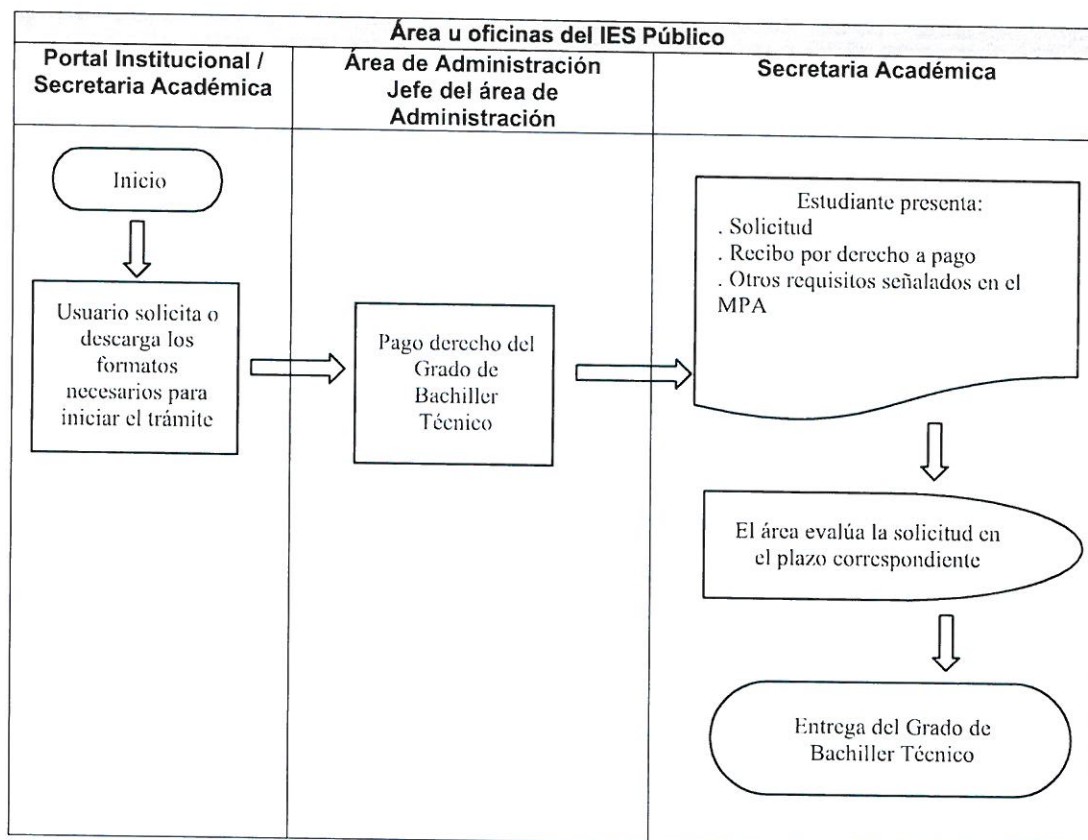 Área u oficinas del IES Público
Portal Institucional /
Secretaria Académica
Área de Administración
Jefe del área de
Administración
Secretaria Académica
Inicio
Usuario solicita o
descarga los
formatos
necesarios para
iniciar el trámite
Pago derecho del
Grado de
Bachiller
Técnico
Estudiante presenta:
. Solicitud
. Recibo por derecho a pago
. Otros requisitos señalados en el
MPA
El área evalúa la solicitud en
el plazo correspondiente
Entrega del Grado de
Bachiller Técnico